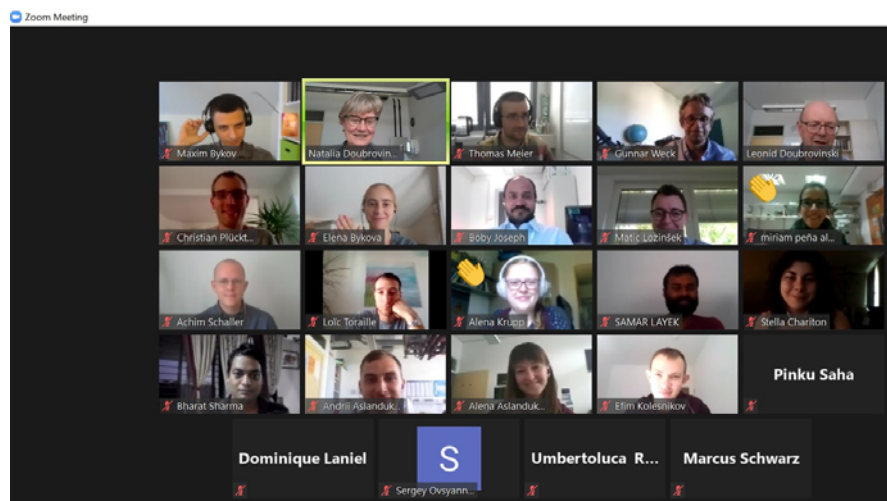 Zoom Meeting
Maxim Bykov
Natalia Doubrovin...
Thomas Meier
Gunnar Weck
Leonid Doubrovinski
Christian Plückt...
Elena Bykova
Boby Joseph
Matic Lozinšek
miriam peña al...
Achim Schaller
Loïc Toraille
Alena Krupp
SAMAR LAYEK
Stella Chariton
Bharat Sharma
Andrii Aslanduk...
Alena Aslanduk...
Efim Kolesnikov
Pinku Saha
Dominique Laniel
S
Sergey Ovsyann...
Umbertoluca R...
Marcus Schwarz